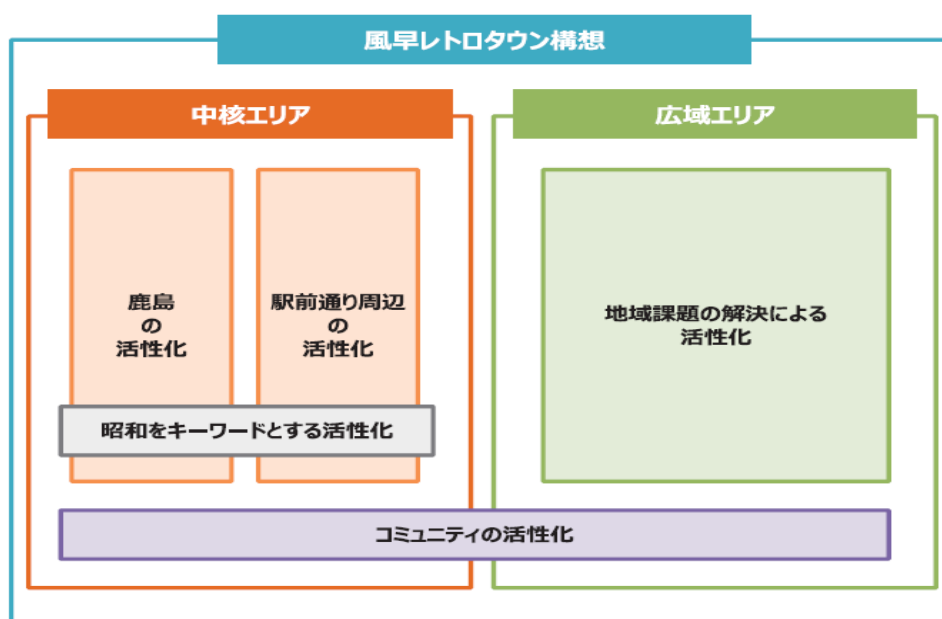 風早レトロタウン構想
中核エリア
広域エリア
鹿島
の
活性化
駅前通り周辺
の
活性化
地域課題の解決による
活性化
昭和をキーワードとする活性化
コミュニティの活性化